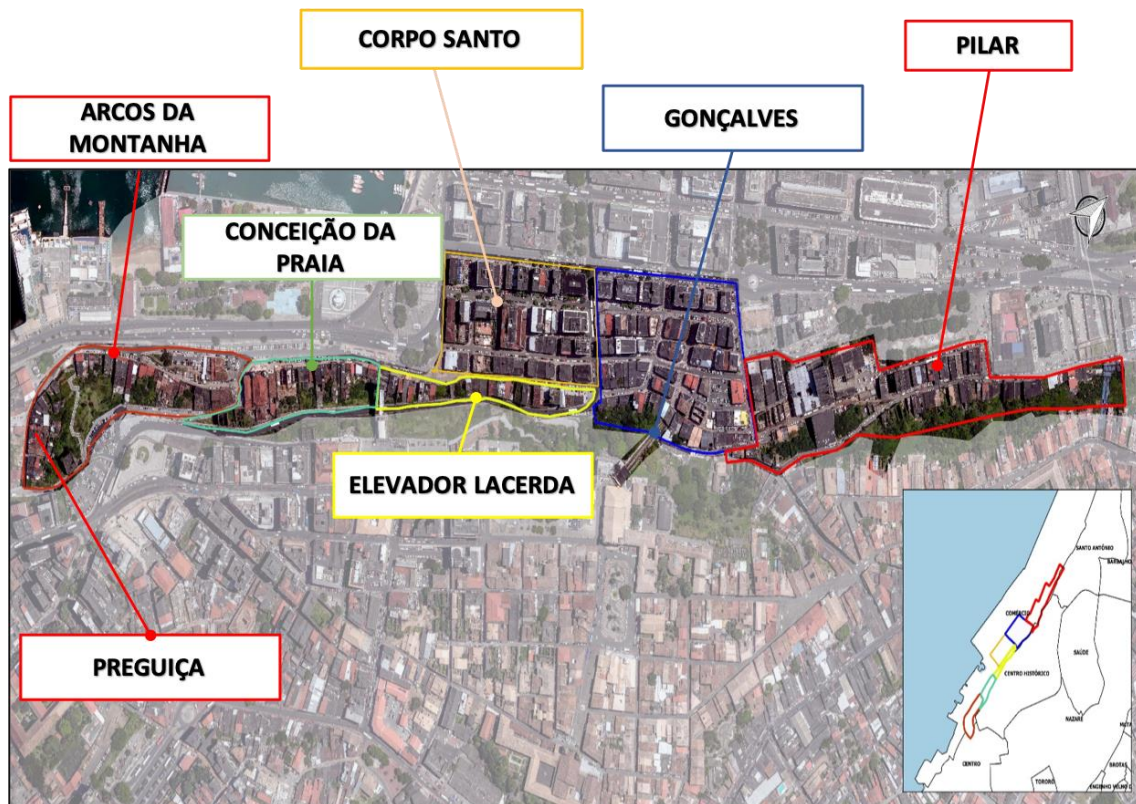 CORPO SANTO
PILAR
ARCOS DA
MONTANHA
GONÇALVES
CONCEIÇÃO DA
PRAIA
ELEVADOR LACERDA
PREGUIÇA
SANTO ANTÔNIO
COMÉRCIO
SAÚDE
CENTRO HISTÓRICO
NAZARÉ
CENTRO
BROTAS
TORORÓ